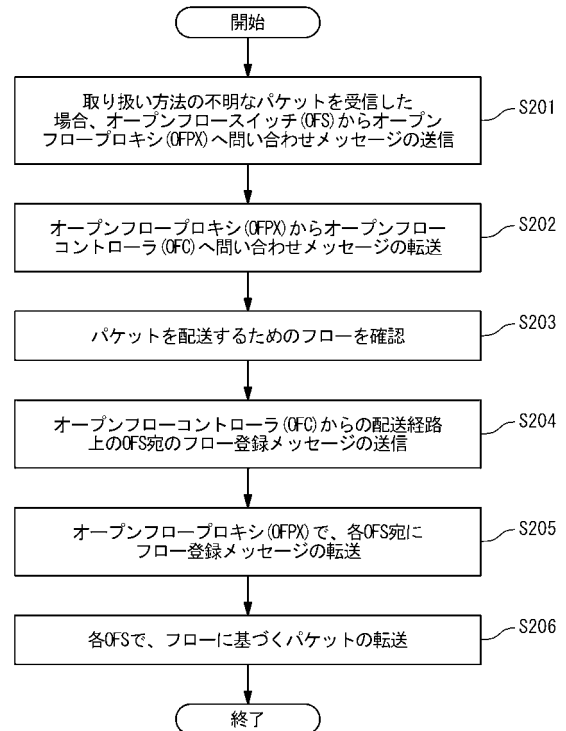 開始
取り扱い方法の不明なパケットを受信した
場合、オープンフロースイッチ(OFS)からオープン
フロープロキシ(OFPX)へ問い合わせメッセージの送信
S201
オープンフロープロキシ(OFPX)からオープンフロー
コントローラ(OFC)へ問い合わせメッセージの転送
S202
パケットを配送するためのフローを確認
S203
オープンフローコントローラ(OFC)からの配送経路
上のOFS宛のフロー登録メッセージの送信
S204
オープンフロープロキシ(OFPX)で、各OFS宛に
フロー登録メッセージの転送
S205
各OFSで、フローに基づくパケットの転送
S206
終了